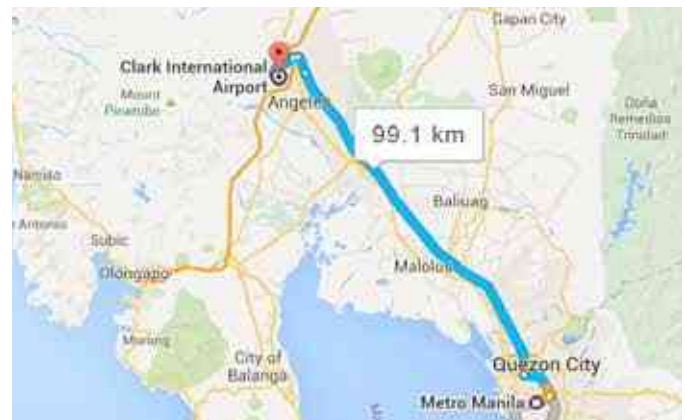 Gapan City
Clark International
Airport
Mount
Pinatubo
Angeles
San Miguel
Doña
Remedios
Trinidad
99.1 km
Baliuag
Subic
Olongapo
Malolos
Morong
City of
Balanga
Quezon City
Metro Manila